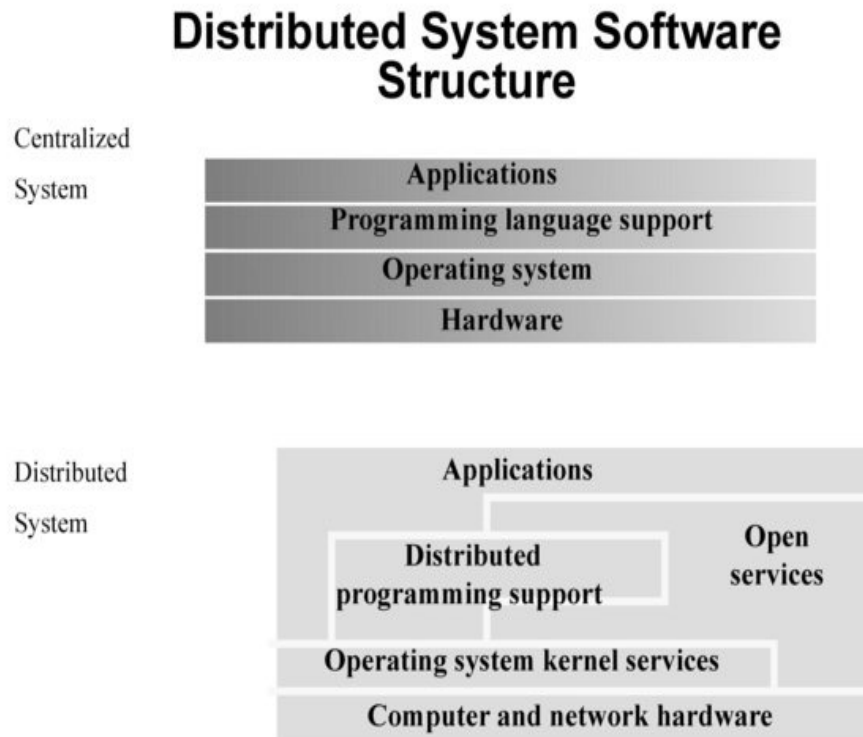 Distributed System Software
Structure
Centralized
System
Applications
Programming language support
Operating system
Hardware
Distributed
System
Applications
Distributed
programming support
Open
services
Operating system kernel services
Computer and network hardware